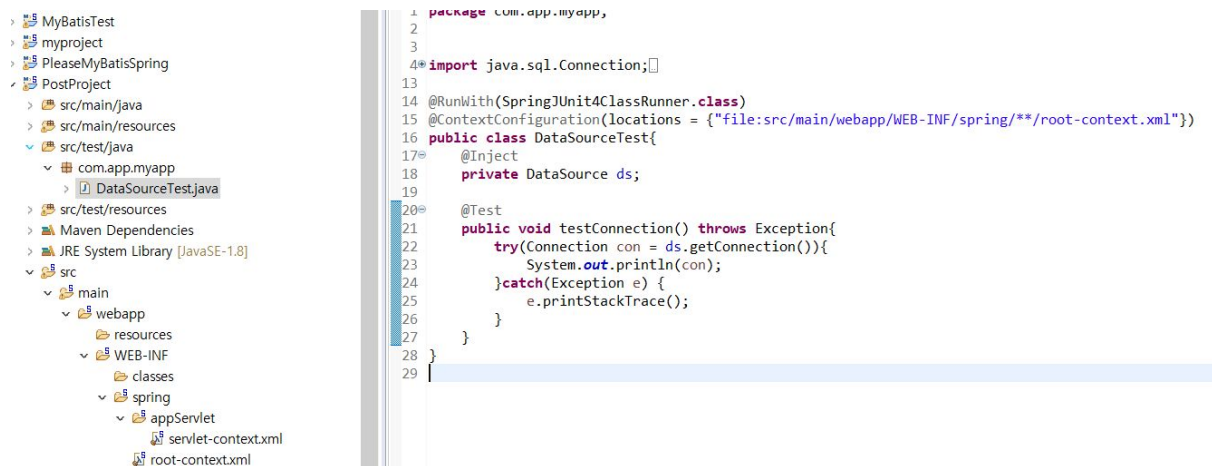 MyBatisTest
myproject
PleaseMyBatisSpring
PostProject
src/main/java
src/main/resources
src/test/java
com.app.myapp
DataSourceTest.java
src/test/resources
Maven Dependencies
JRE System Library [JavaSE-1.8]
src
main
webapp
resources
WEB-INF
classes
spring
appServlet
servlet-context.xml
root-context.xml
1 package com.app.myapp;
2
3
4 import java.sql.Connection;
13
14 @RunWith(SpringJUnit4ClassRunner.class)
15 @ContextConfiguration(locations = {"file:src/main/webapp/WEB-INF/spring/**/root-context.xml"})
16 public class DataSourceTest{
17 @Inject
18 private DataSource ds;
19
20 @Test
21 public void testConnection() throws Exception{
22 try(Connection con = ds.getConnection()){
23 System.out.println(con);
24 }catch(Exception e) {
25 e.printStackTrace();
26 }
27 }
28 }
29